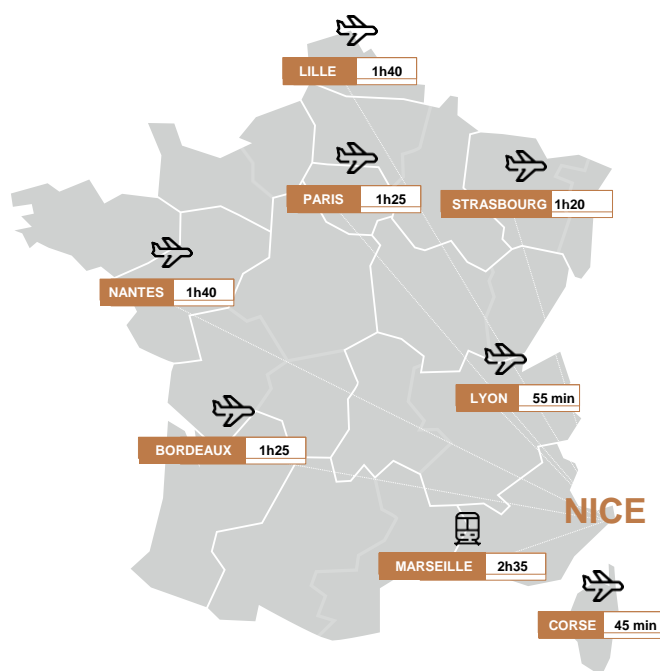 LILLE 1h40
PARIS 1h25
STRASBOURG 1h20
NANTES 1h40
LYON 55 min
BORDEAUX 1h25
NICE
MARSEILLE 2h35
CORSE 45 min